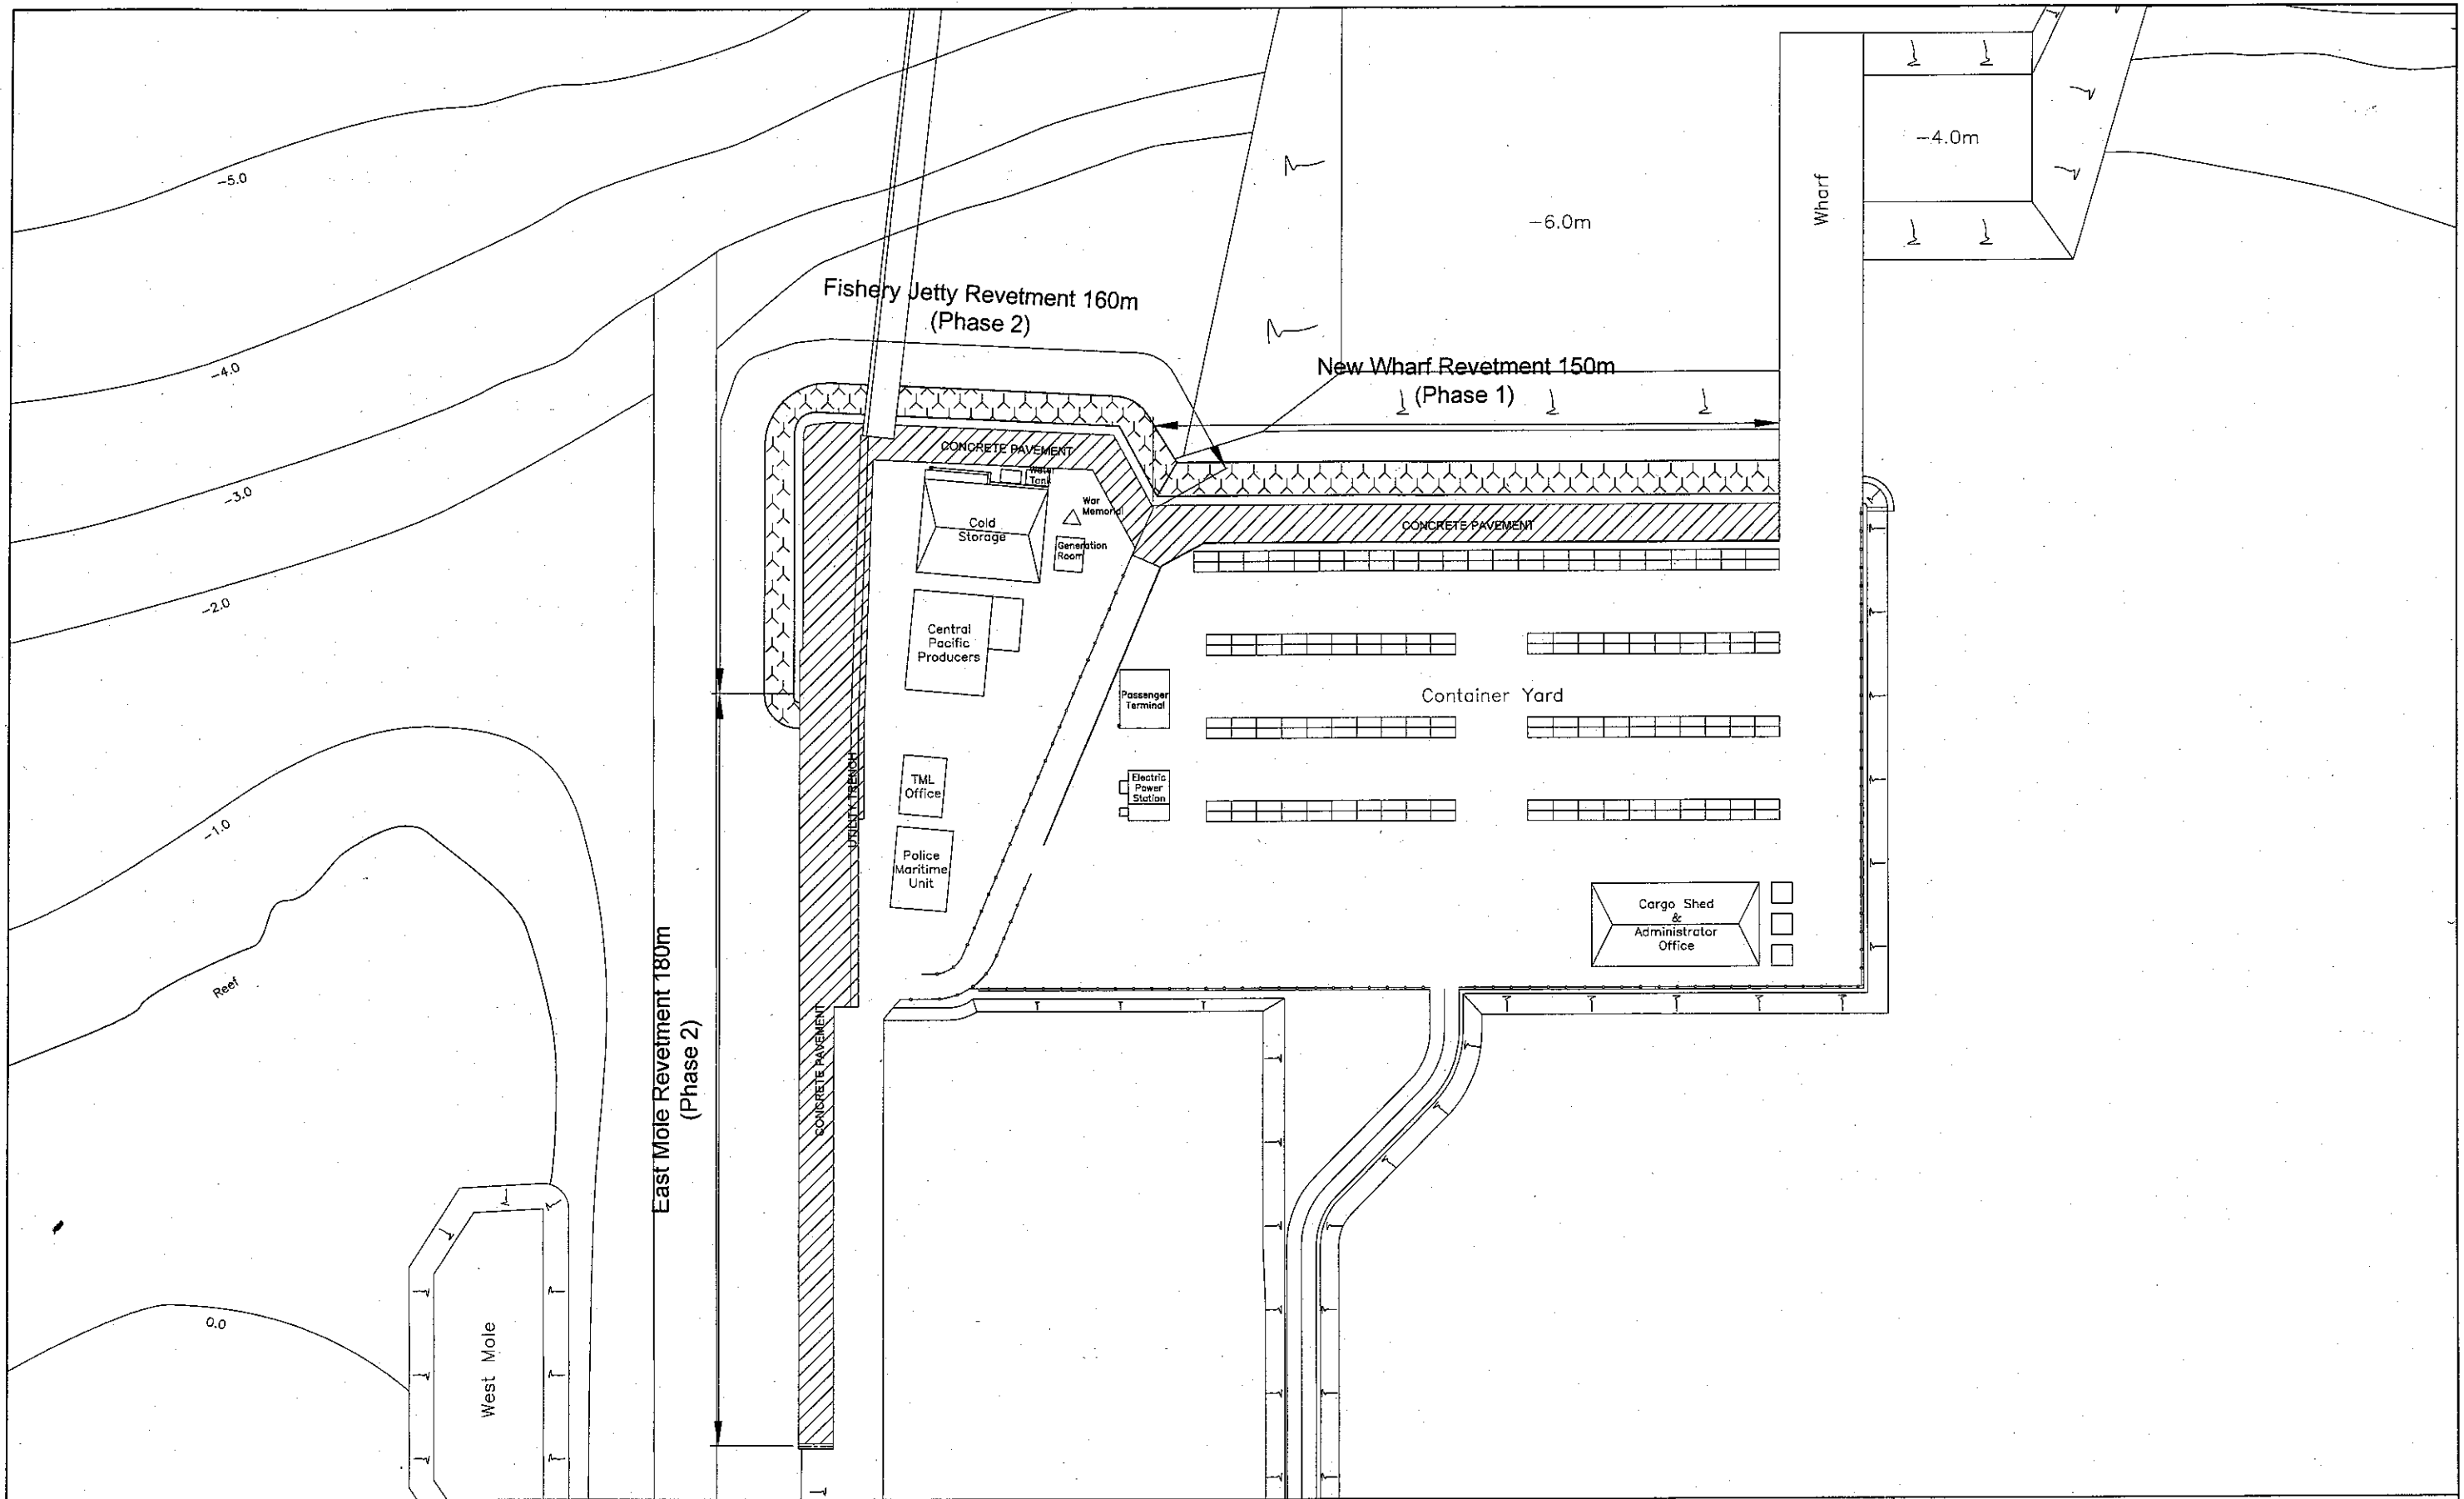 -5.0
-4.0
-3.0
-2.0
-1.0
Reef
0.0
West Mole
Fishery Jetty Revetment 160m
(Phase 2)
-6.0m
Wharf
-4.0m
New Wharf Revetment 150m
(Phase 1)
CONCRETE PAVEMENT
Water
Tank
War
Memorial
Cold
Storage
Generation
Room
CONCRETE PAVEMENT
Central
Pacific
Producers
Passenger
Terminal
Container Yard
UTILITY TRENCH
TML
Office
Electric
Power
Station
Police
Maritime
Unit
Cargo Shed
&
Administrator
Office
East Mole Revetment 180m
(Phase 2)
CONCRETE PAVEMENT